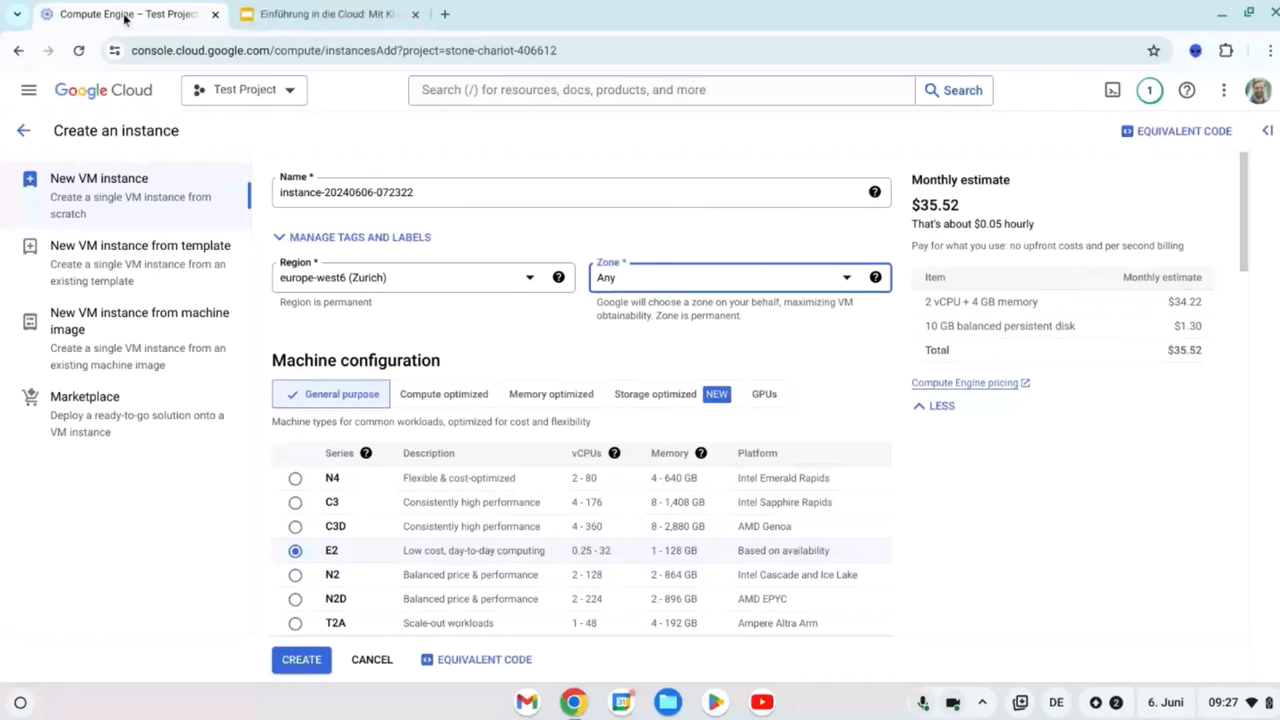 Compute Engine – Test Project
Einführung in die Cloud: Mit Ki
console.cloud.google.com/compute/instancesAdd?project=stone-chariot-406612
Google Cloud
Test Project
Search (/) for resources, docs, products, and more
Search
1
Create an instance
EQUIVALENT CODE
New VM instance
Create a single VM instance from
scratch
New VM instance from template
Create a single VM instance from an
existing template
New VM instance from machine
image
Create a single VM instance from an
existing machine image
Marketplace
Deploy a ready-to-go solution onto a
VM instance
Name *
instance-20240606-072322
MANAGE TAGS AND LABELS
Region *
europe-west6 (Zurich)
Region is permanent
Zone *
Any
Google will choose a zone on your behalf, maximizing VM
obtainability. Zone is permanent.
Machine configuration
General purpose
Compute optimized
Memory optimized
Storage optimized
NEW
GPUs
Machine types for common workloads, optimized for cost and flexibility
Series Description vCPUs Memory Platform
N4 Flexible & cost-optimized 2 - 80 4 - 640 GB Intel Emerald Rapids
C3 Consistently high performance 4 - 176 8 - 1,408 GB Intel Sapphire Rapids
C3D Consistently high performance 4 - 360 8 - 2,880 GB AMD Genoa
E2 Low cost, day-to-day computing 0.25 - 32 1 - 128 GB Based on availability
N2 Balanced price & performance 2 - 128 2 - 864 GB Intel Cascade and Ice Lake
N2D Balanced price & performance 2 - 224 2 - 896 GB AMD EPYC
T2A Scale-out workloads 1 - 48 4 - 192 GB Ampere Altra Arm
CREATE
CANCEL
EQUIVALENT CODE
Monthly estimate
$35.52
That's about $0.05 hourly
Pay for what you use: no upfront costs and per second billing
Item Monthly estimate
2 vCPU + 4 GB memory $34.22
10 GB balanced persistent disk $1.30
Total $35.52
Compute Engine pricing
LESS
DE
2
6. Juni
09:27